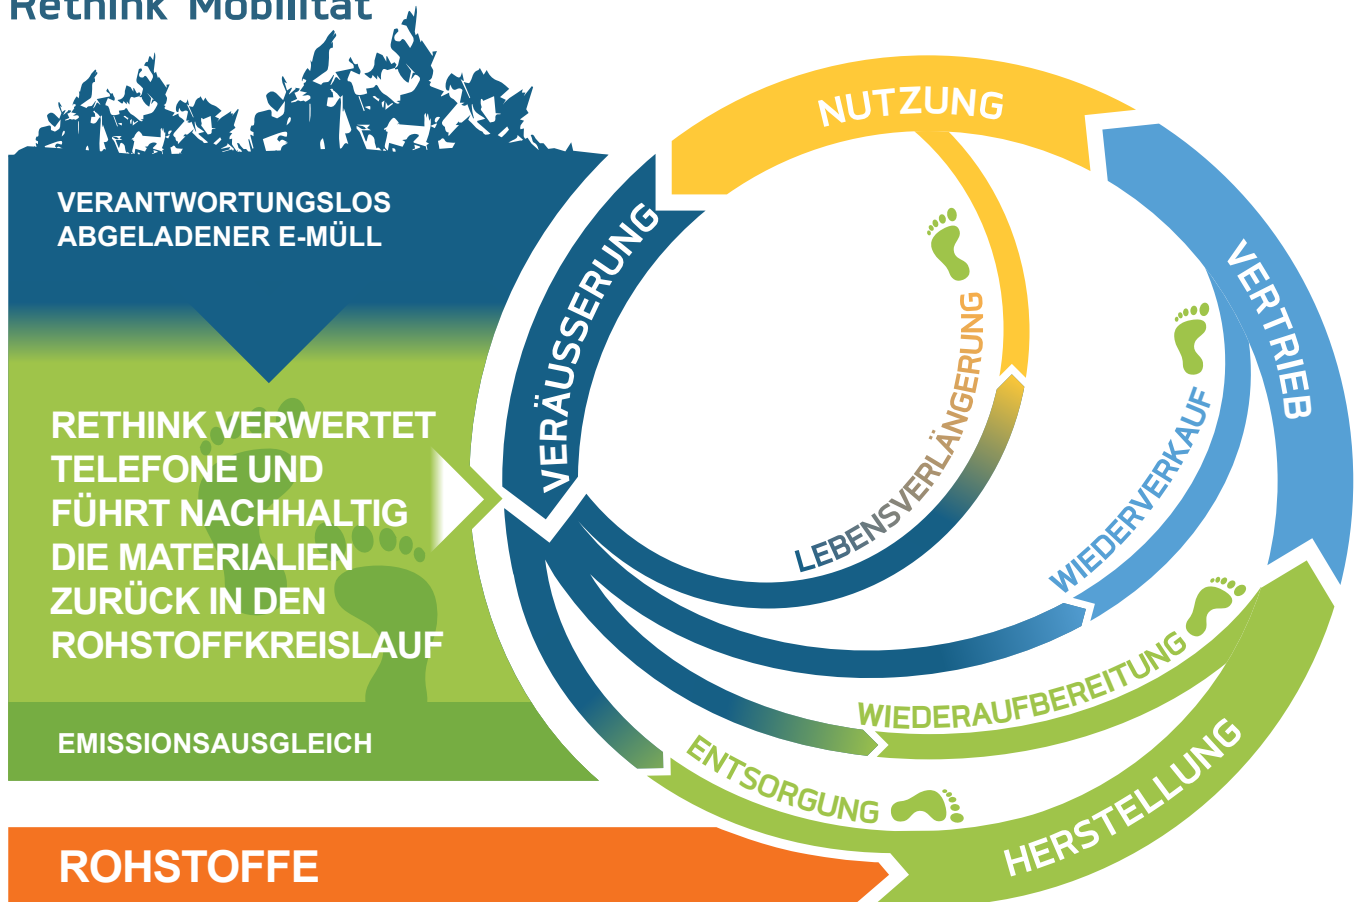 Rethink Mobilität
VERANTWORTUNGSLOS
ABGELADENER E-MÜLL
RETHINK VERWERTET
TELEFONE UND
FÜHRT NACHHALTIG
DIE MATERIALIEN
ZURÜCK IN DEN
ROHSTOFFKREISLAUF
EMISSIONSAUSGLEICH
ROHSTOFFE
VERÄUSSERUNG
NUTZUNG
VERTRIEB
HERSTELLUNG
LEBENSVERLÄNGERUNG
WIEDERVERKAUF
WIEDERAUFBEREITUNG
ENTSORGUNG